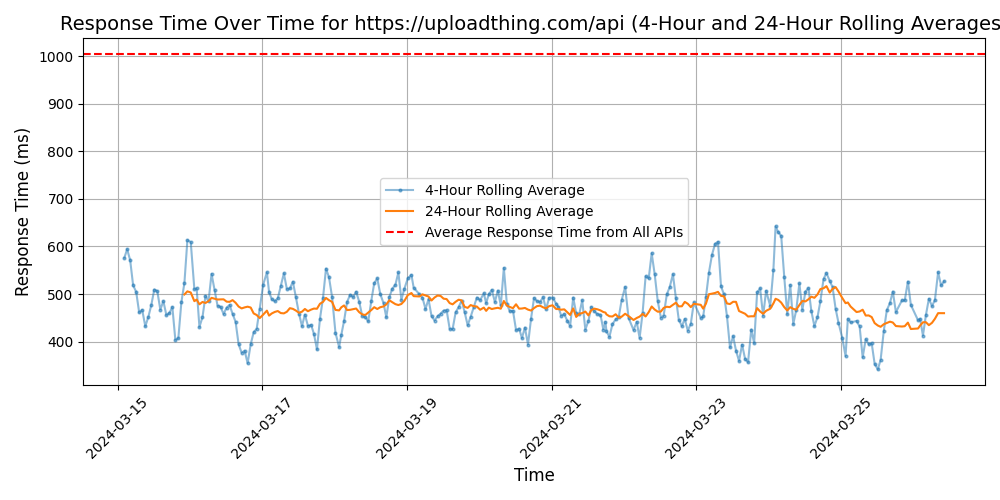 Response Time Over Time for https://uploadthing.com/api (4-Hour and 24-Hour Rolling Averages
Response Time (ms)
1000
900
800
700
600
500
400
4-Hour Rolling Average
24-Hour Rolling Average
Average Response Time from All APIs
2024-03-15
2024-03-17
2024-03-19
2024-03-21
2024-03-23
2024-03-25
Time